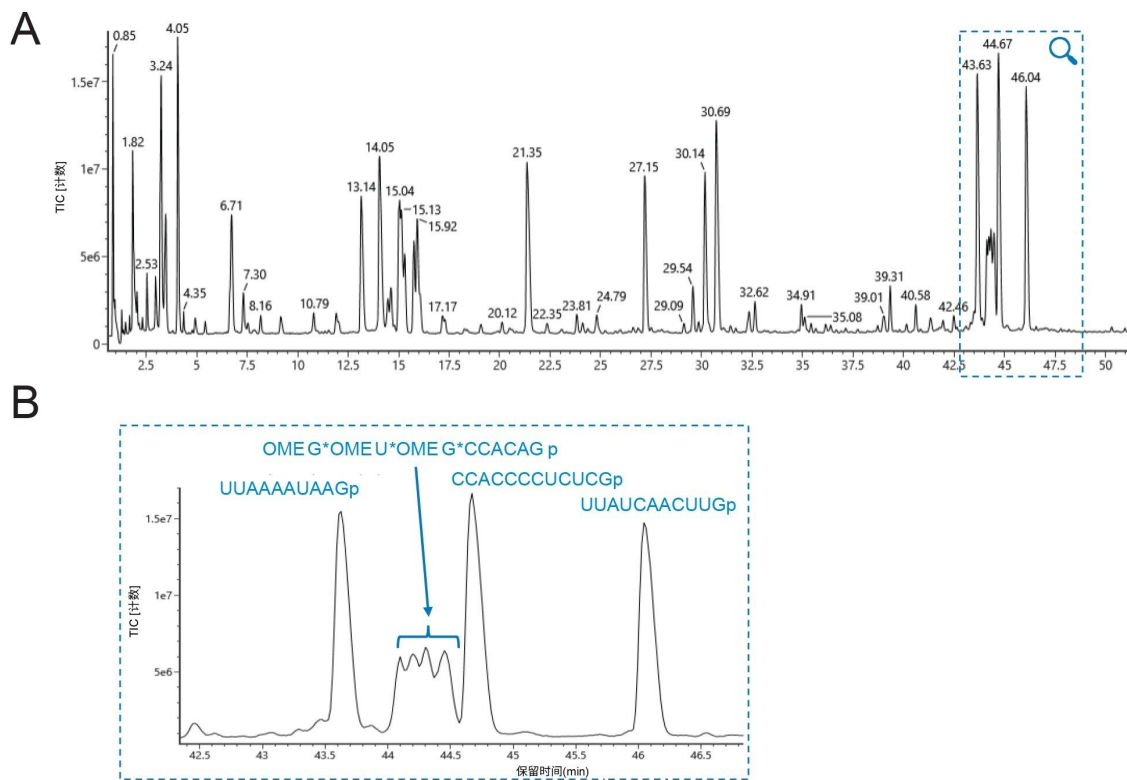 A
TIC [计数]
1.5e7
1e7
5e6
0
0.85
1.82
2.53
3.24
4.05
4.35
6.71
7.30
8.16
10.79
13.14
14.05
15.04
15.13
15.92
17.17
20.12
21.35
22.35
23.81
24.79
27.15
29.09
29.54
30.14
30.69
32.62
34.91
35.08
39.01
39.31
40.58
42.46
43.63
44.67
46.04
2.5 5 7.5 10 12.5 15 17.5 20 22.5 25 27.5 30 32.5 35 37.5 40 42.5 45 47.5 50
B
OME G*OME U*OME G*CCACAG p
UUAAAAUAAGp
CCACCCCUCUCGp
UUAUCAACUUGp
TIC [计数]
1.5e7
1e7
5e6
42.5 43 43.5 44 44.5 45 45.5 46 46.5
保留时间(min)